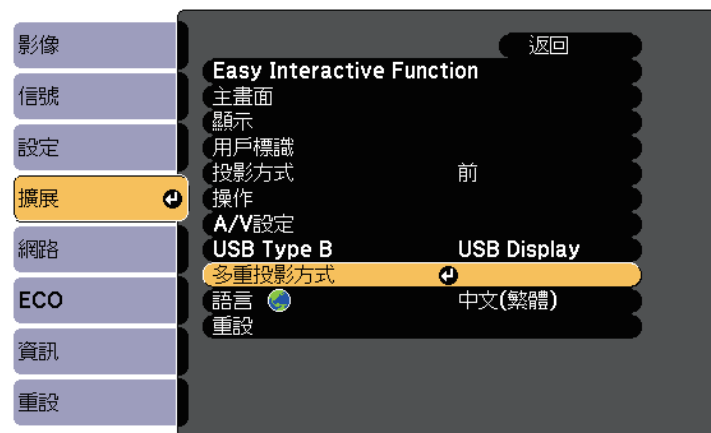 影像
信號
設定
擴展
網路
ECO
資訊
重設
返回
Easy Interactive Function
主畫面
顯示
用戶標識
投影方式 前
操作
A/V設定
USB Type B USB Display
多重投影方式
語言 中文(繁體)
重設